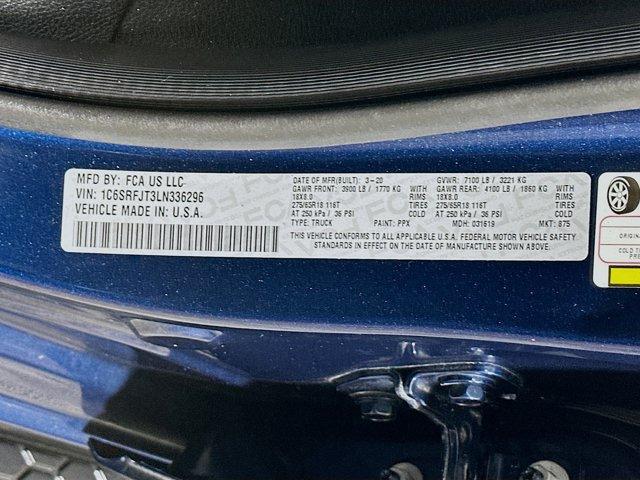 MFD BY: FCA US LLC
VIN: 1C6SRFJT3LN336296
VEHICLE MADE IN U.S.A.
DATE OF MFR(BUILT): 3-20
GAWR FRONT: 3900 LB / 1770 KG
WITH
18X8.0
RIMS
275/65R18 116T
TIRES
AT 250 kPa / 36 PSI
TYPE: TRUCK
PAINT: PPX
GVWR: 7100 LB / 3221 KG
GAWR REAR: 4100 LB / 1860 KG
WITH
18X8.0
RIMS
275/65R18 116T
TIRES
AT 250 kPa / 36 PSI
MDH: 031619
MKT: 875
THIS VEHICLE CONFORMS TO ALL APPLICABLE U.S.A. FEDERAL MOTOR VEHICLE SAFETY
STANDARDS IN EFFECT ON THE DATE OF MANUFACTURE SHOWN ABOVE.
ORIGIN
COLD TI
PRE